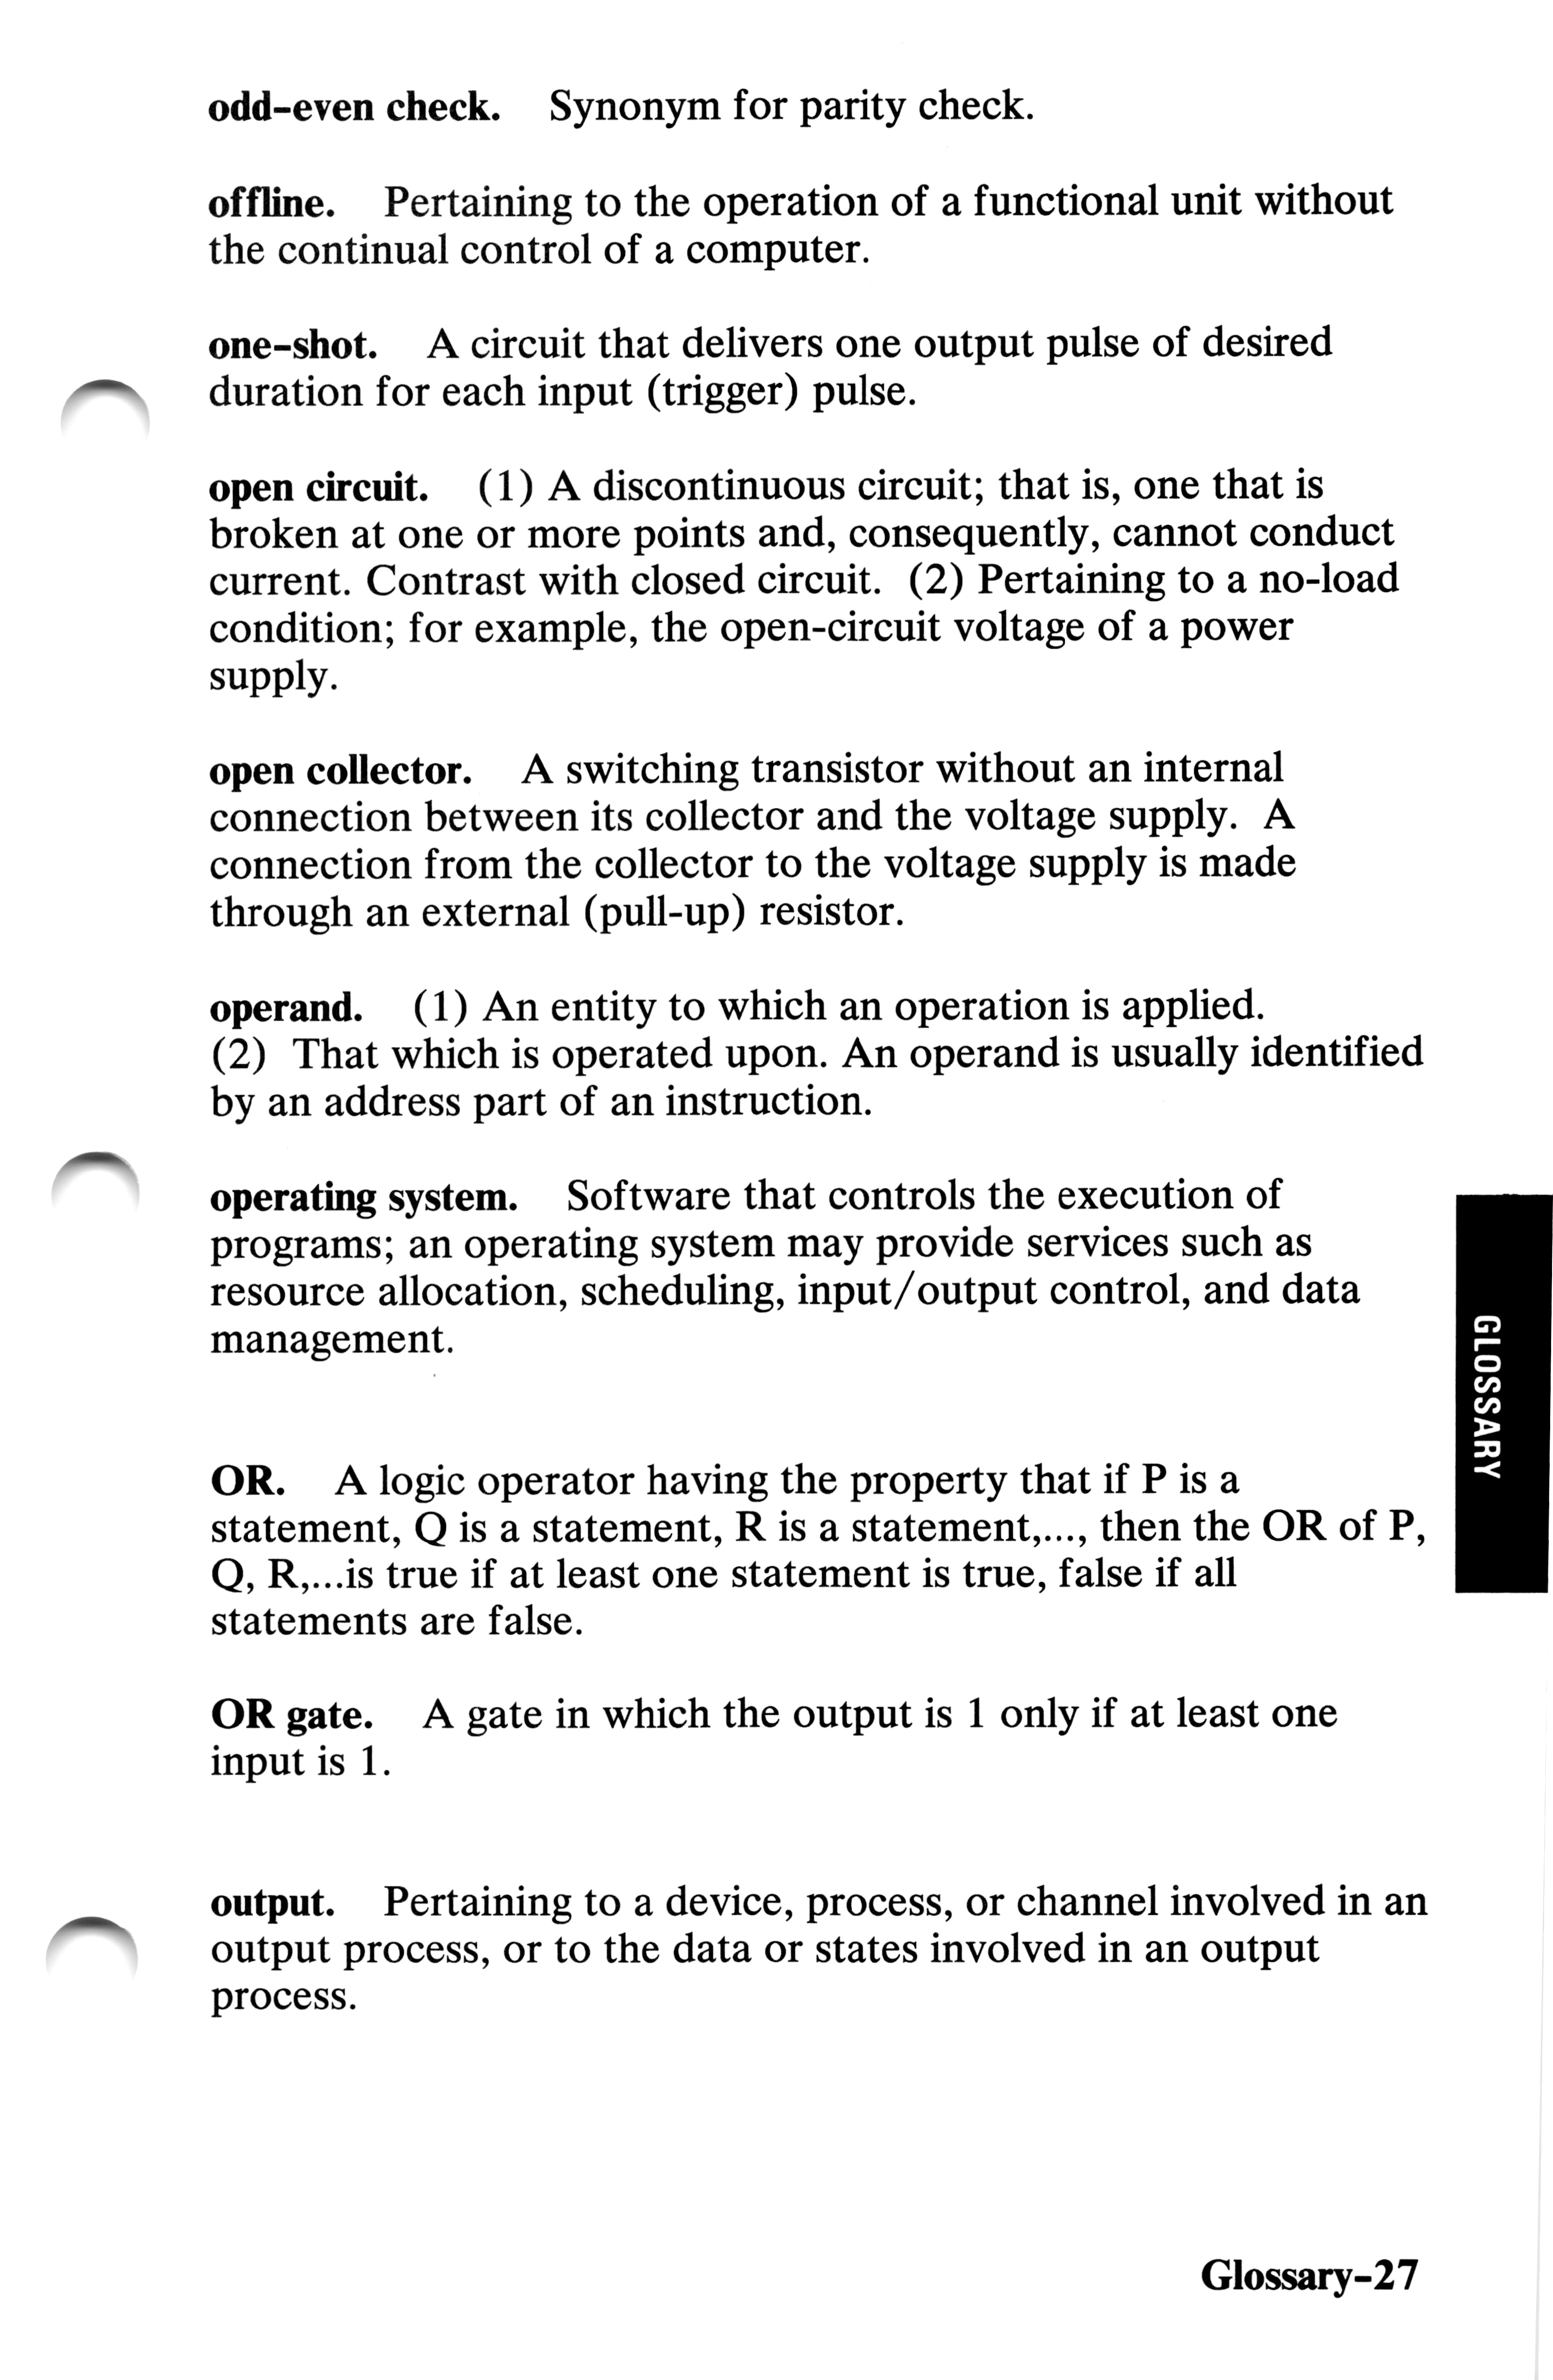 odd-even check. Synonym for parity check.
offline. Pertaining to the operation of a functional unit without
the continual control of a computer.
one-shot. A circuit that delivers one output pulse of desired
duration for each input (trigger) pulse.
open circuit. (1) A discontinuous circuit; that is, one that is
broken at one or more points and, consequently, cannot conduct
current. Contrast with closed circuit. (2) Pertaining to a no-load
condition; for example, the open-circuit voltage of a power
supply.
open collector. A switching transistor without an internal
connection between its collector and the voltage supply. A
connection from the collector to the voltage supply is made
through an external (pull-up) resistor.
operand. (1) An entity to which an operation is applied.
(2) That which is operated upon. An operand is usually identified
by an address part of an instruction.
operating system. Software that controls the execution of
programs; an operating system may provide services such as
resource allocation, scheduling, input/output control, and data
management.
OR. A logic operator having the property that if P is a
statement, Q is a statement, R is a statement,..., then the OR of P,
Q, R,...is true if at least one statement is true, false if all
statements are false.
OR gate. A gate in which the output is 1 only if at least one
input is 1.
output. Pertaining to a device, process, or channel involved in an
output process, or to the data or states involved in an output
process.
GLOSSARY
Glossary-27